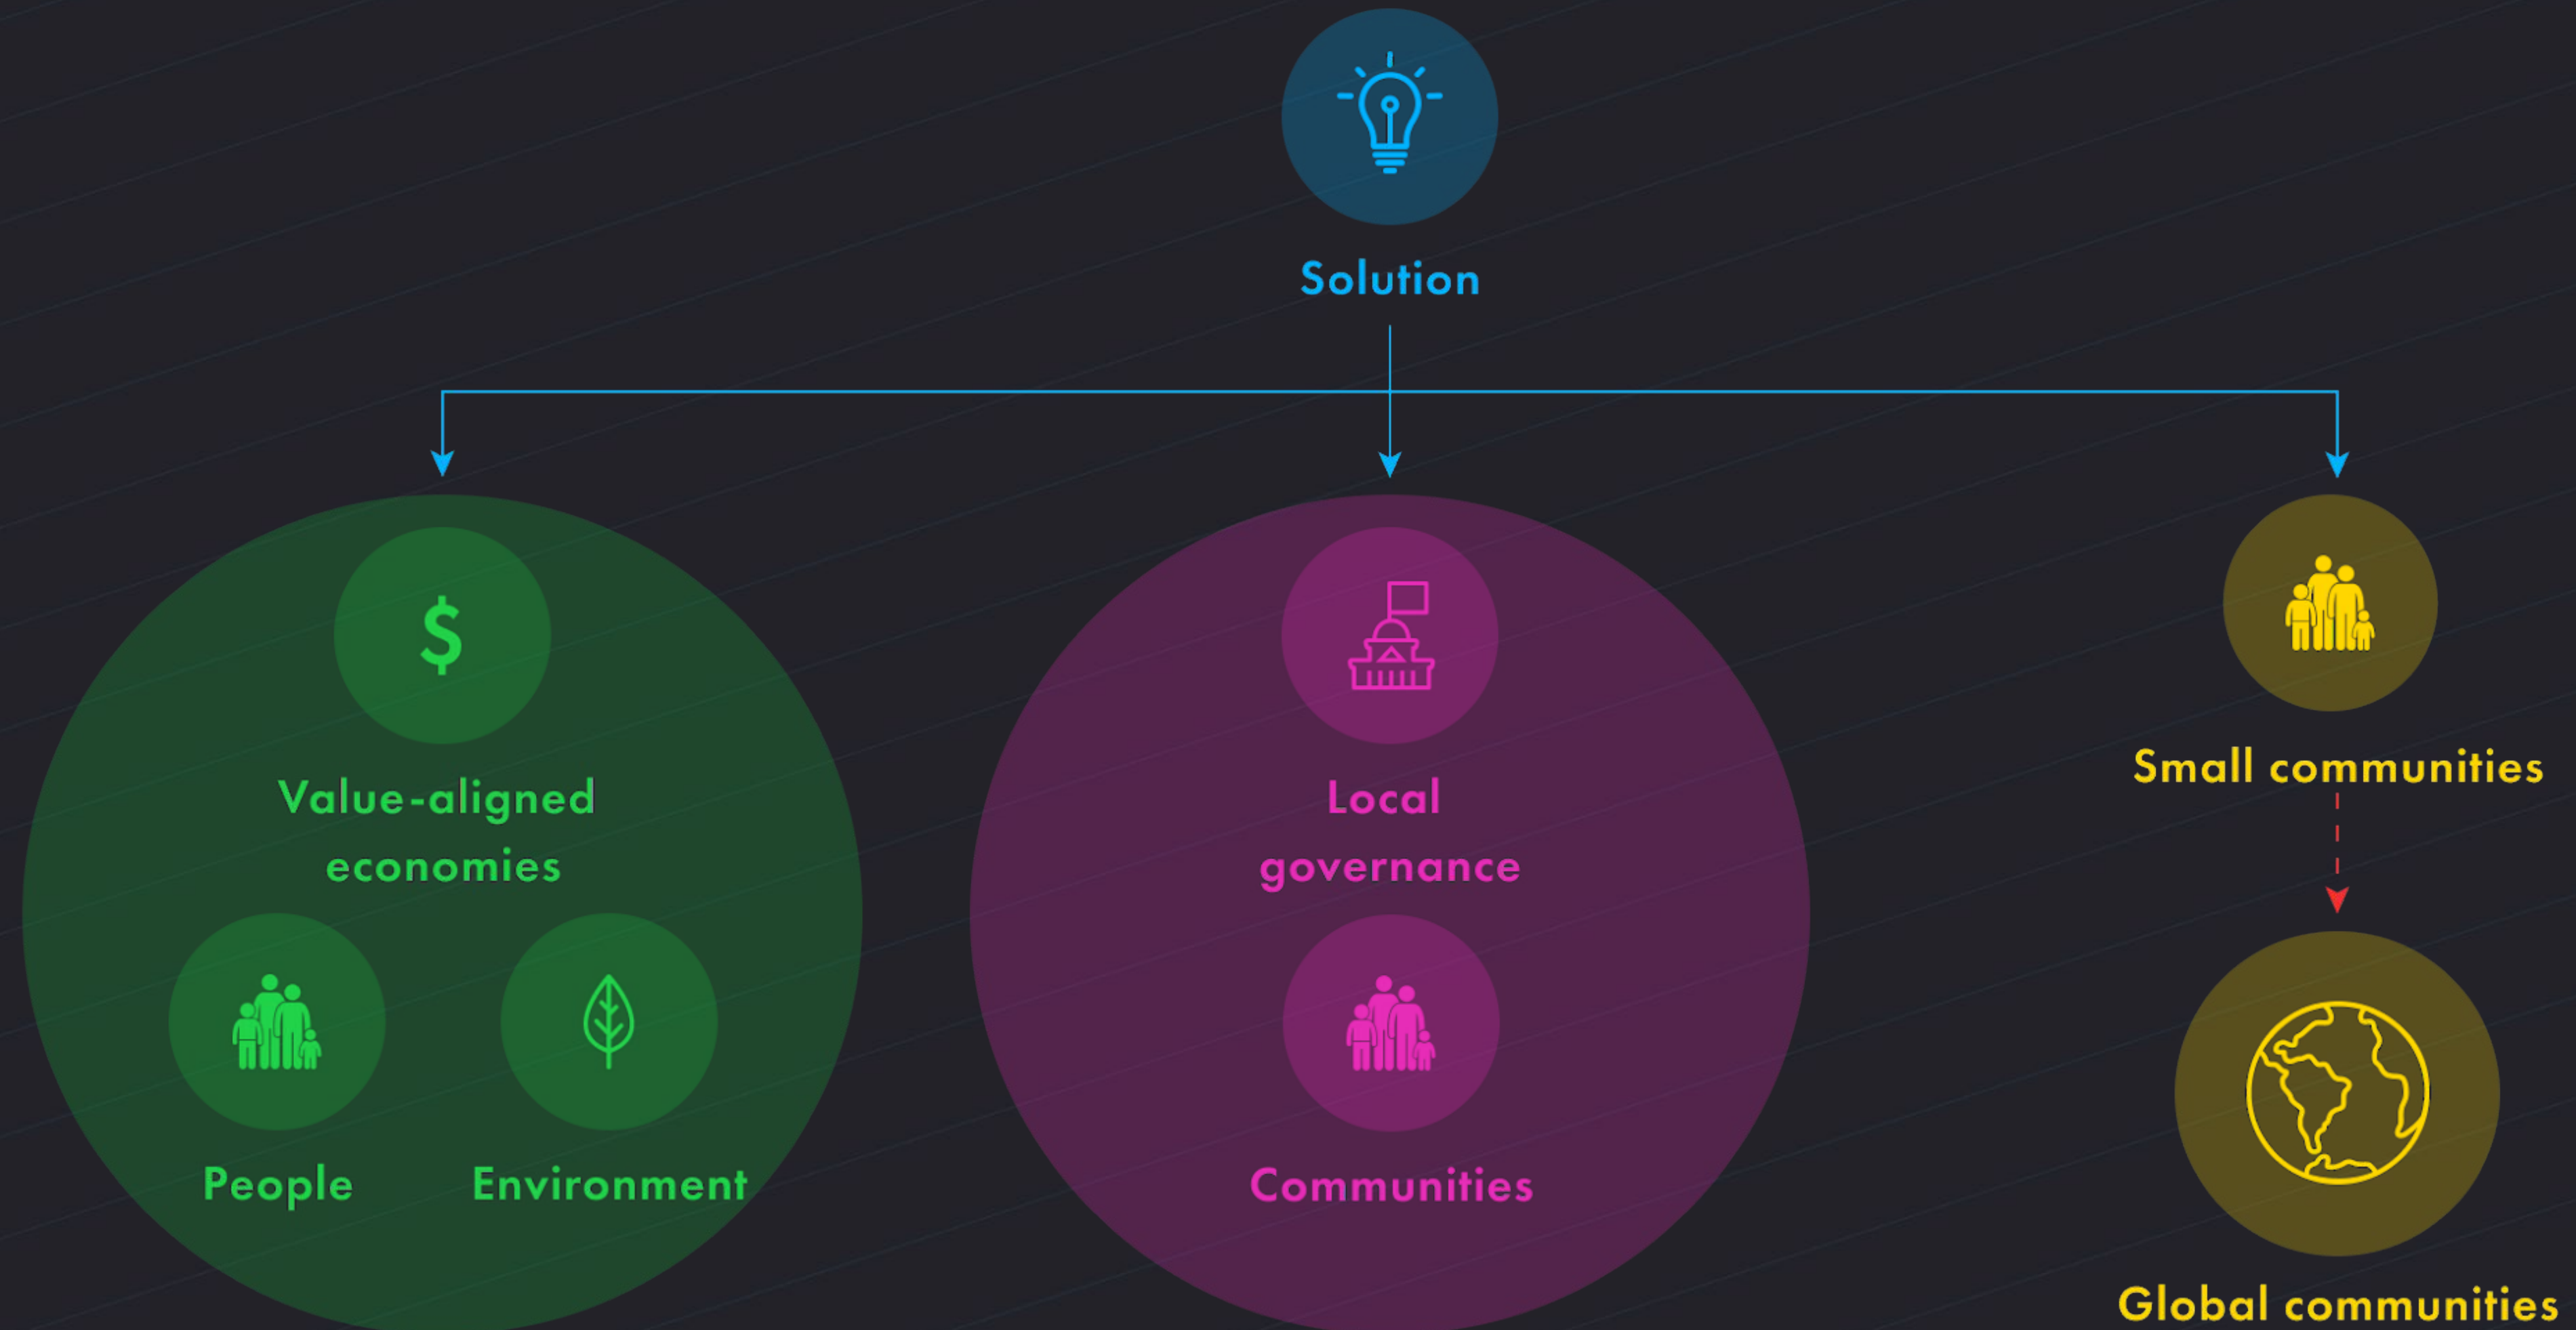 Solution
Value-aligned
economies
People
Environment
Local
governance
Communities
Small communities
Global communities